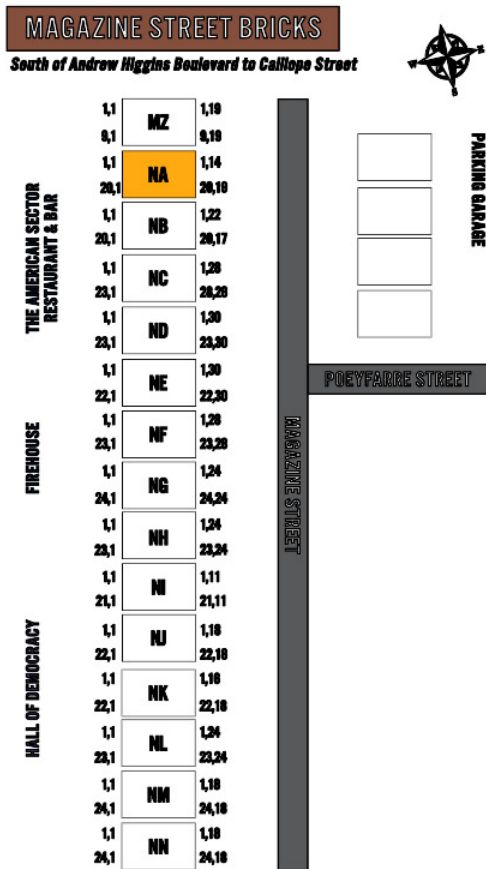 MAGAZINE STREET BRICKS
South of Andrew Higgins Boulevard to Calliope Street
N
E
S
W
1,1 MZ 1,19
9,1 9,19
1,1 NA 1,14
20,1 20,18
1,1 NB 1,22
20,1 20,17
1,1 NC 1,28
23,1 28,28
1,1 ND 1,30
23,1 23,30
1,1 NE 1,30
22,1 22,30
1,1 NF 1,28
23,1 23,28
1,1 NG 1,24
24,1 24,24
1,1 NH 1,24
23,1 23,24
1,1 NI 1,11
21,1 21,11
1,1 NJ 1,18
22,1 22,18
1,1 NK 1,16
22,1 22,18
1,1 NL 1,24
23,1 23,24
1,1 NM 1,18
24,1 24,18
1,1 NN 1,18
24,1 24,18
THE AMERICAN SECTOR
RESTAURANT & BAR
FIREHOUSE
HALL OF DEMOCRACY
MAGAZINE STREET
POEYFARRE STREET
PARKING GARAGE